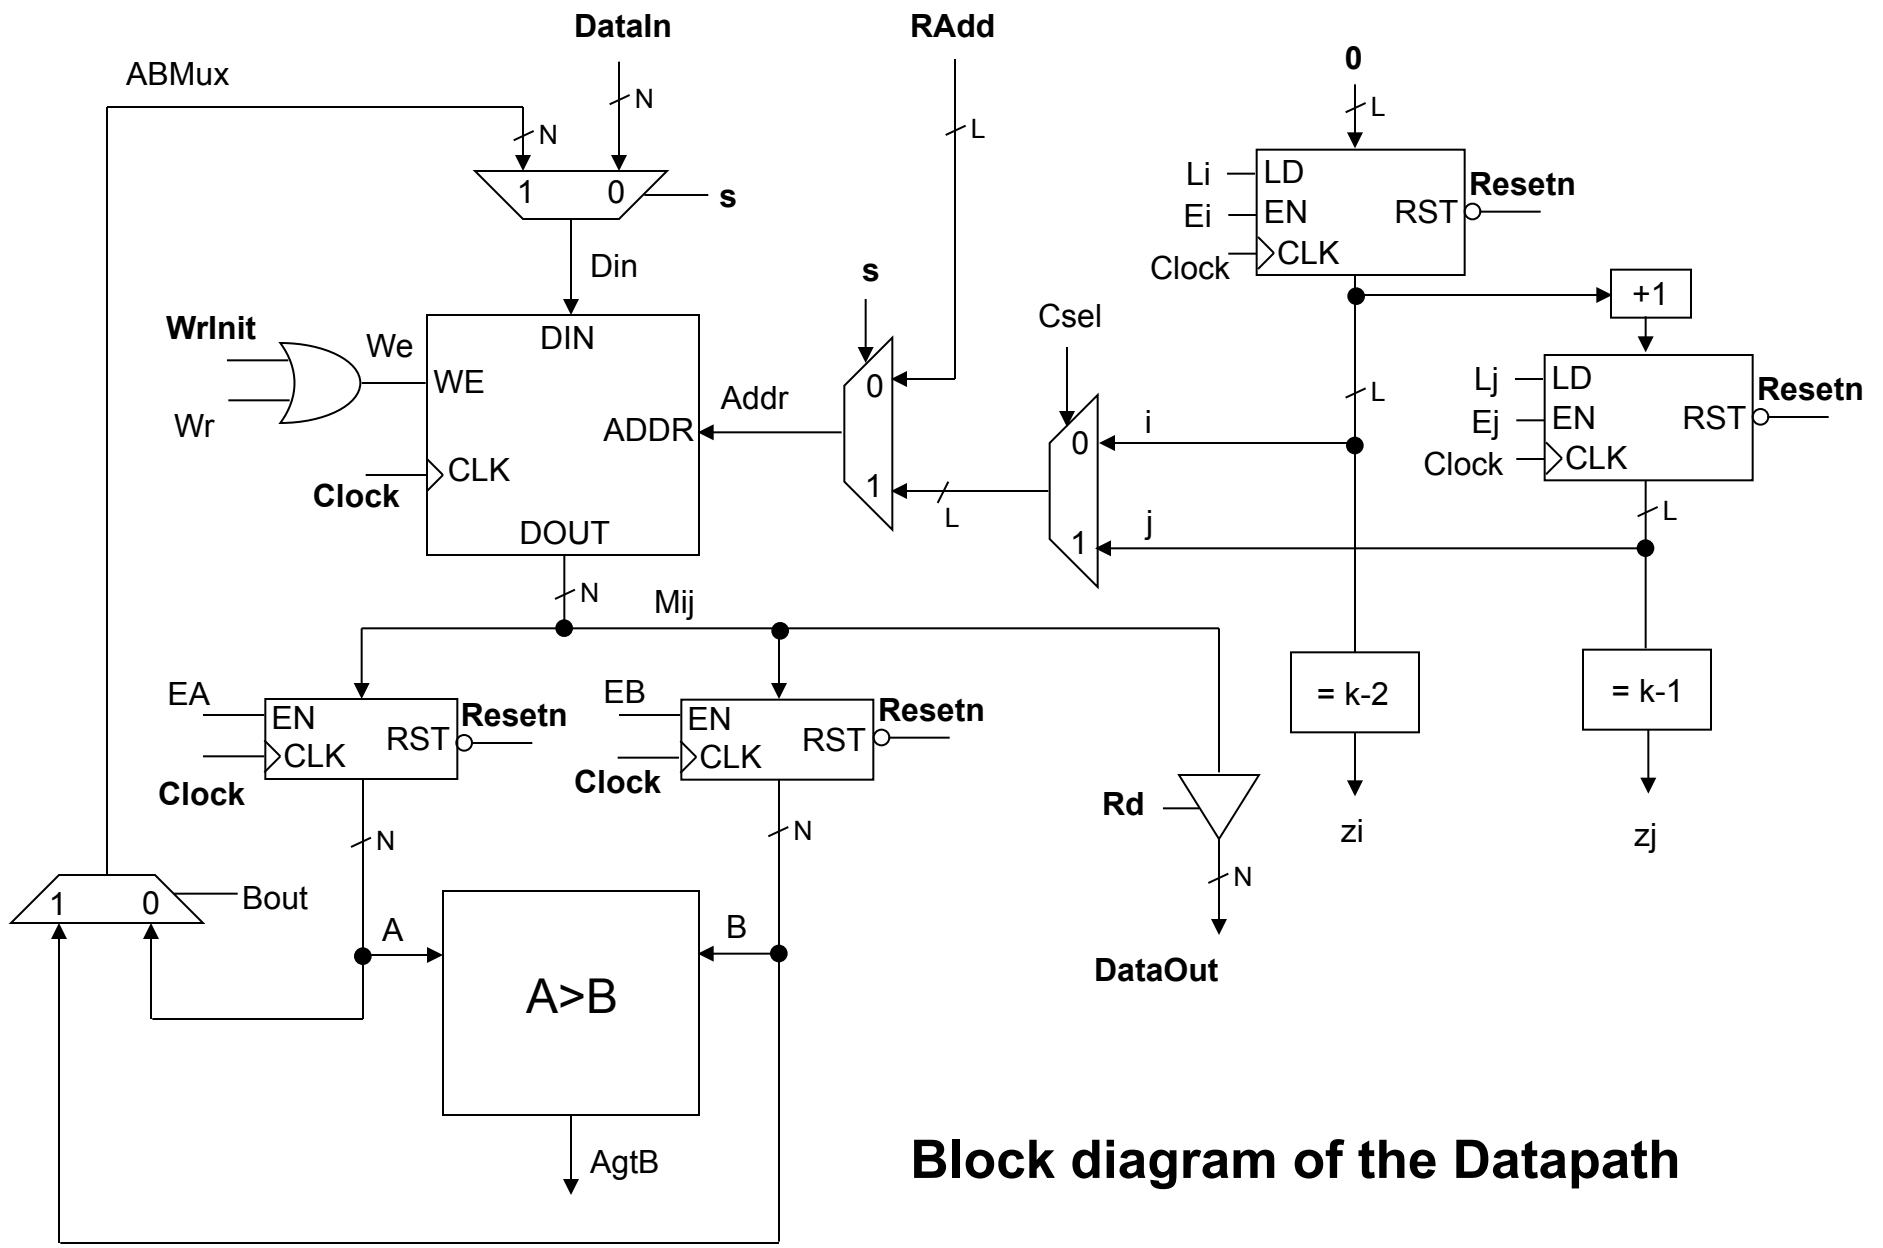 DataIn
RAdd
0
ABMux
N
L
N
L
1 0
s
Li
LD
EN
CLK
RST
Resetn
Ei
Clock
Din
s
+1
Csel
WrInit
Wr
We
WE
DIN
ADDR
CLK
DOUT
Clock
Addr
0
1
L
0
1
i
j
L
Lj
Ej
Clock
LD
EN
CLK
RST
Resetn
L
N
Mij
EA
EN
CLK
RST
Resetn
Clock
EB
EN
CLK
RST
Resetn
Clock
= k-2
= k-1
zi
zj
Rd
N
DataOut
N
N
1 0
Bout
A
B
A>B
AgtB
Block diagram of the Datapath